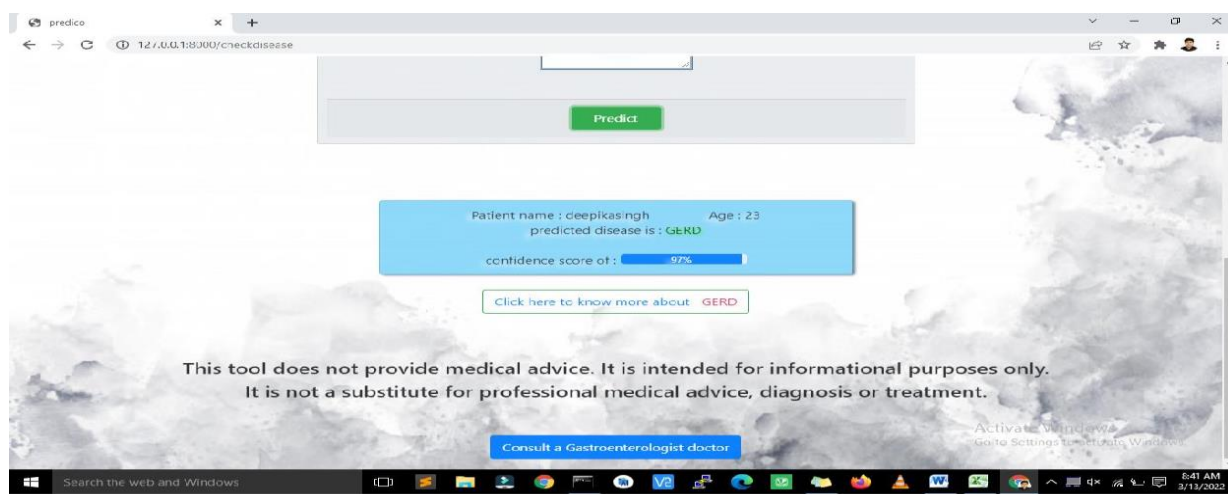 predico
127.0.0.1:8000/checkdisease
Predict
Patient name : deepikasingh Age : 23
predicted disease is : GERD
confidence score of : 97%
Click here to know more about GERD
This tool does not provide medical advice. It is intended for informational purposes only.
It is not a substitute for professional medical advice, diagnosis or treatment.
Activate Windows
Go to Settings to activate Windows.
Consult a Gastroenterologist doctor
Search the web and Windows
8:41 AM
3/13/2022